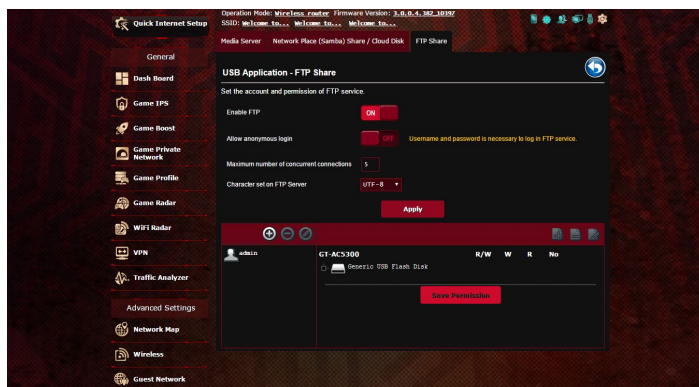 Quick Internet Setup
Operation Mode: Wireless router Firmware Version: 3.0.0.4.382_10397
SSID: Welcome to... Welcome to... Welcome to...
Media Server Network Place (Samba) Share / Cloud Disk FTP Share
General
Dash Board
Game IPS
Game Boost
Game Private
Network
Game Profile
Game Radar
WiFi Radar
VPN
Traffic Analyzer
Advanced Settings
Network Map
Wireless
Guest Network
USB Application - FTP
Share
Set the account and permission of FTP service.
Enable FTP ON
Allow anonymous login OFF Username and password is necessary to log in FTP service.
Maximum number of concurrent connections 5
Character set on FTP Server UTF-8
Apply
admin
GT-AC5300 R/W W R No
Generic USB Flash Disk
Save Permission